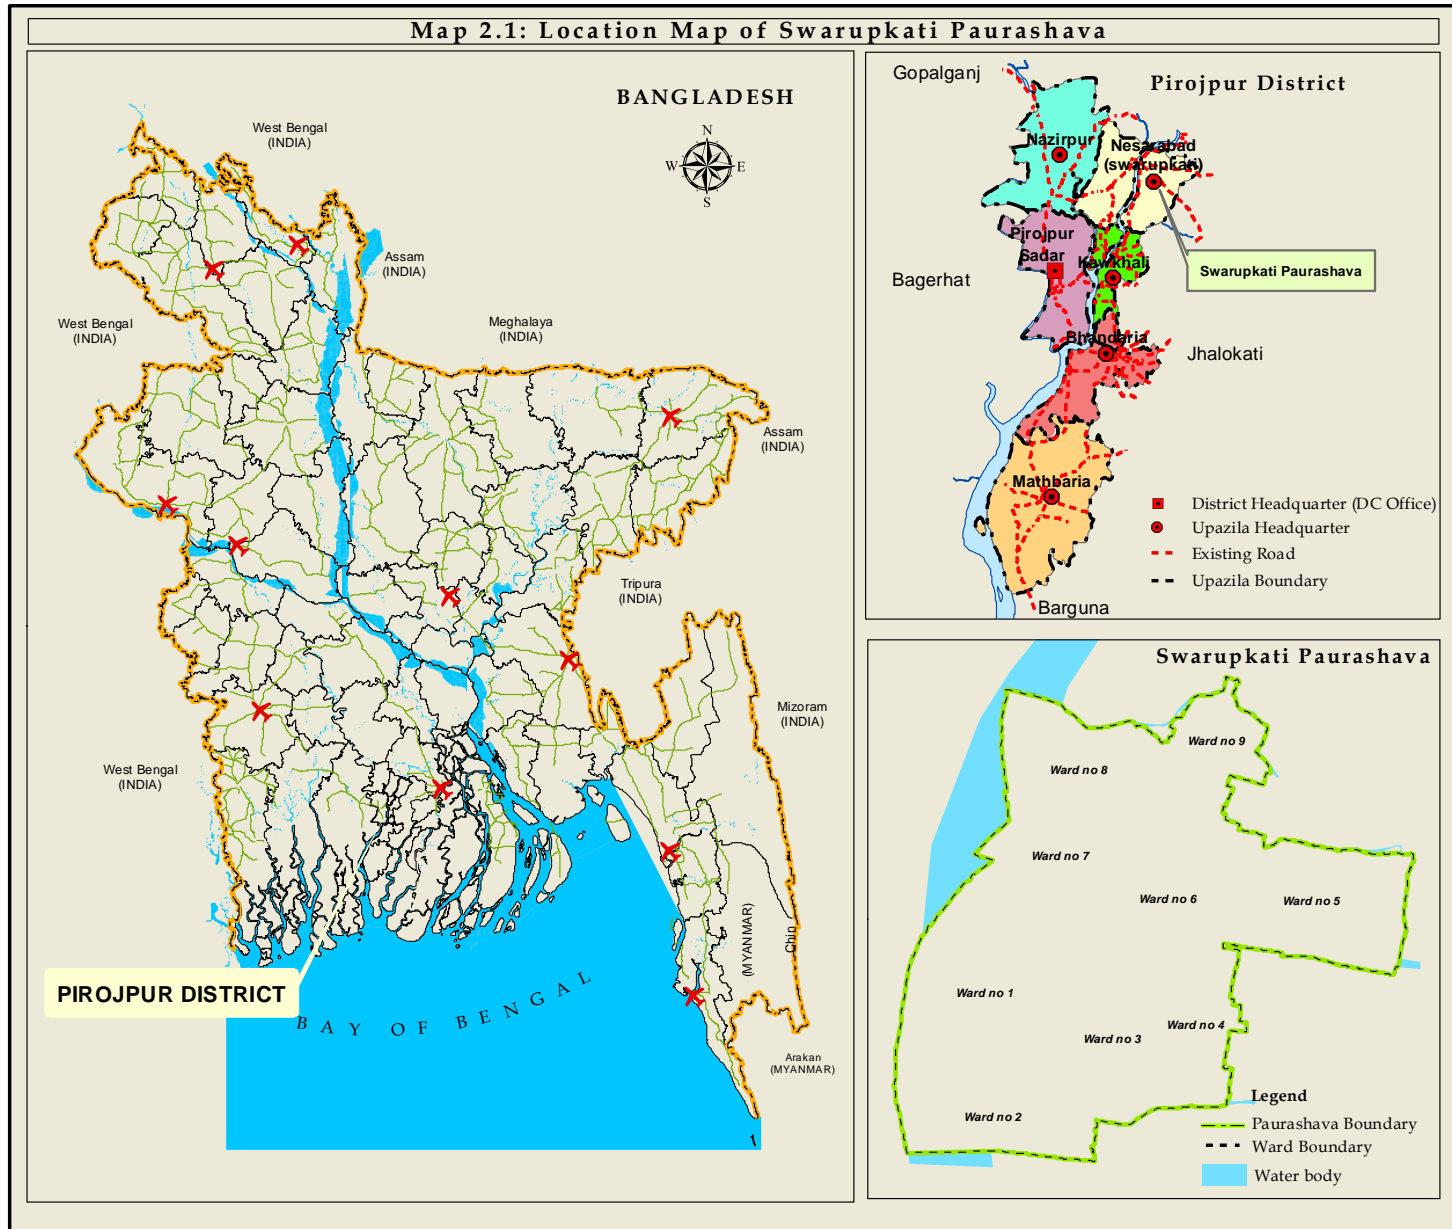 Map 2.1: Location Map of Swarupkati Paurashava
BANGLADESH
N
W E
S
West Bengal
(INDIA)
Assam
(INDIA)
West Bengal
(INDIA)
Meghalaya
(INDIA)
Assam
(INDIA)
Tripura
(INDIA)
Mizoram
(INDIA)
West Bengal
(INDIA)
(MYANMAR)
Chin
PIROJPUR DISTRICT
BAY OF BENGAL
Arakan
(MYANMAR)
Pirojpur District
Gopalganj
Nazirpur
Nesarabad
(swarupkati)
Pirojpur
Sadar
Kawkhali
Swarupkati Paurashava
Bagerhat
Bhandaria
Jhalokati
Mathbaria
District Headquarter (DC Office)
Upazila Headquarter
Existing Road
Upazila Boundary
Barguna
Swarupkati Paurashava
Ward no 9
Ward no 8
Ward no 7
Ward no 6
Ward no 5
Ward no 1
Ward no 4
Ward no 3
Ward no 2
Legend
Paurashava Boundary
Ward Boundary
Water body